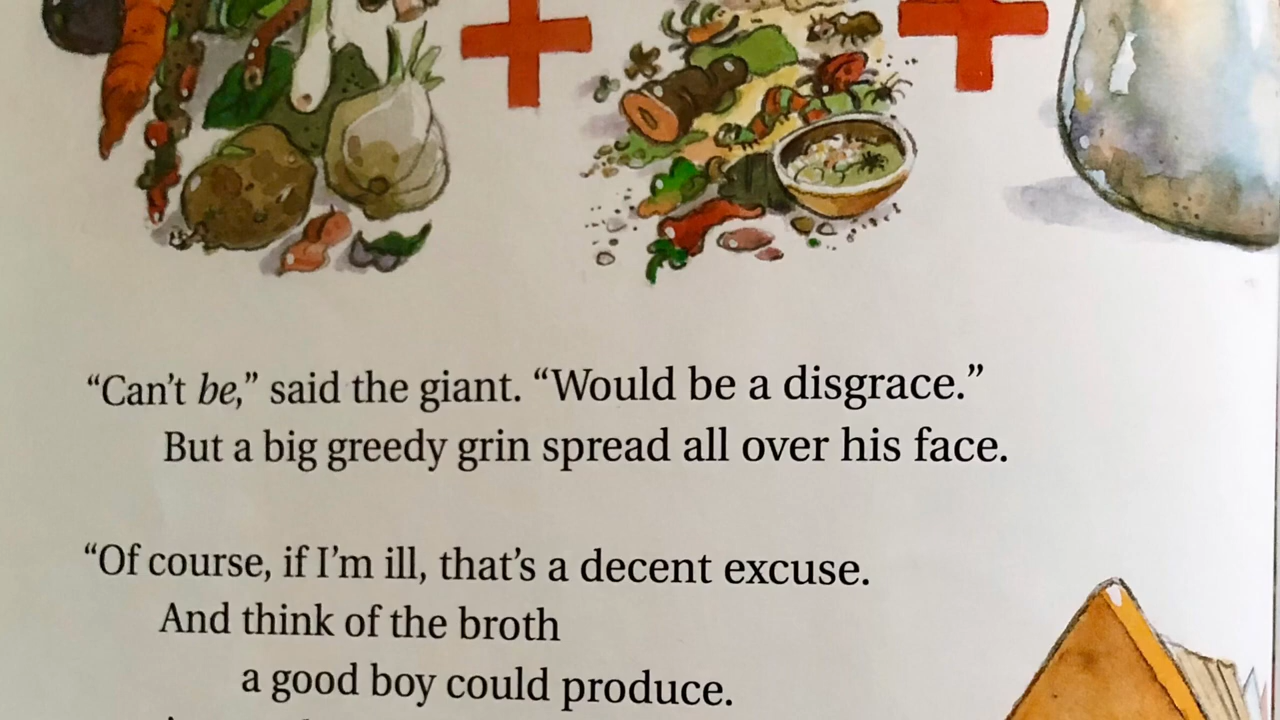 “Can’t be,” said the giant. “Would be a disgrace.”
But a big greedy grin spread all over his face.
“Of course, if I’m ill, that’s a decent excuse.
And think of the broth
a good boy could produce.